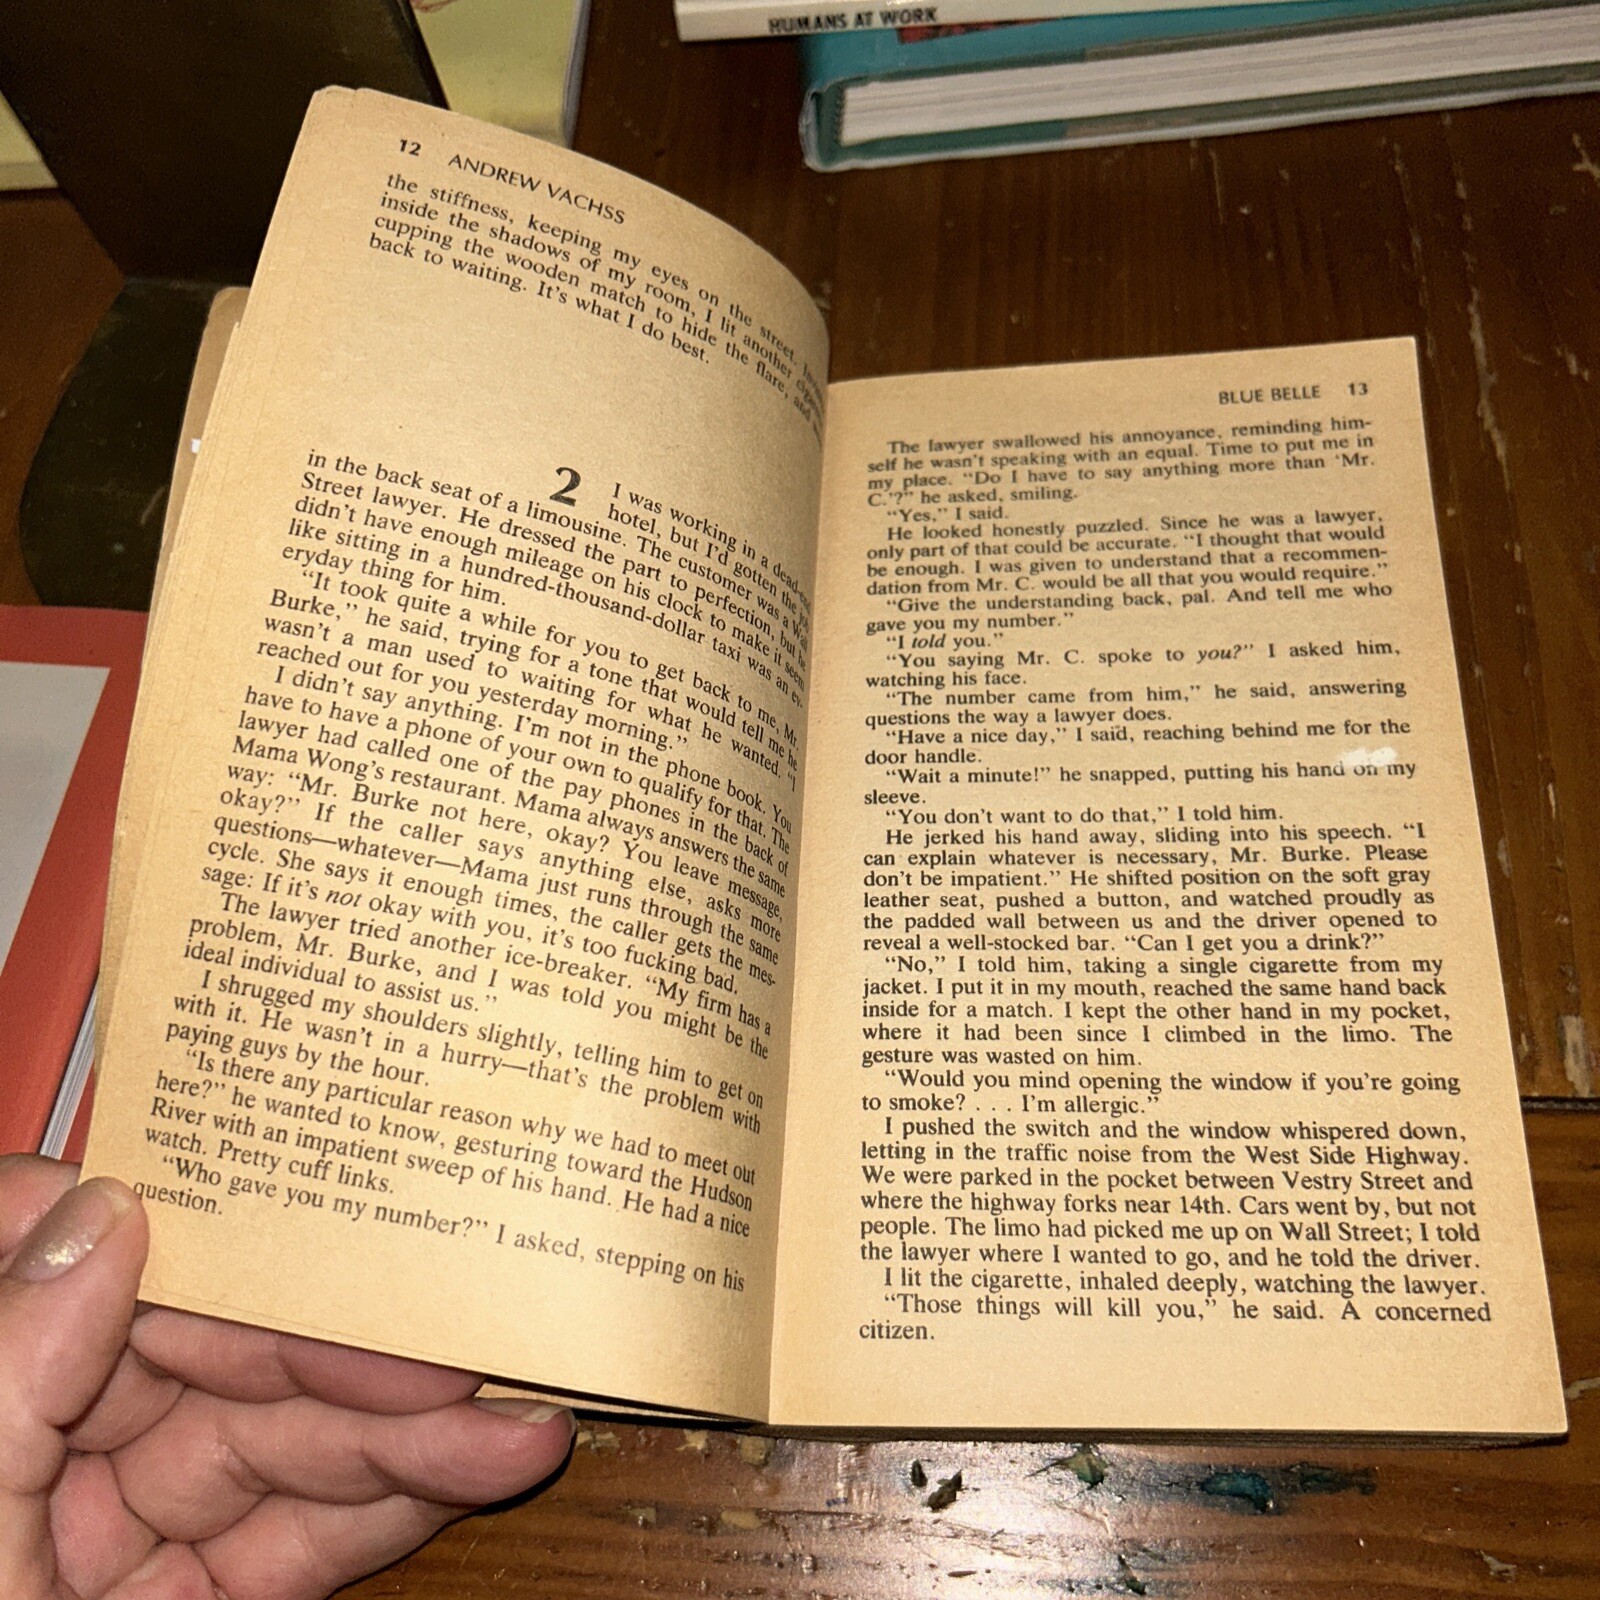 HUMANS AT WORK
12 ANDREW VACHSS
the stiffness, keeping my eyes on the street.
inside the shadows of my room, I lit another
cupping the wooden match to hide the flare, and
back to waiting. It's what I do best.
2
I was working in a dead-end
hotel, but I'd gotten the job
in the back seat of a limousine. The customer was a Wall
Street lawyer. He dressed the part to perfection, but he
didn't have enough mileage on his clock to make it seem
like sitting in a hundred-thousand-dollar taxi was an ev-
eryday thing for him.
“It took quite a while for you to get back to me, Mr.
Burke,” he said, trying for a tone that would tell me he
wasn't a man used to waiting for what he wanted. “I
reached out for you yesterday morning.”
I didn't say anything. I'm not in the phone book. You
have to have a phone of your own to qualify for that. The
lawyer had called one of the pay phones in the back of
Mama Wong's restaurant. Mama always answers the same
way: “Mr. Burke not here, okay? You leave message,
okay?” If the caller says anything else, asks more
questions—whatever—Mama just runs through the same
cycle. She says it enough times, the caller gets the mes-
sage: If it's not okay with you, it's too fucking bad.
The lawyer tried another ice-breaker. “My firm has a
problem, Mr. Burke, and I was told you might be the
ideal individual to assist us.”
I shrugged my shoulders slightly, telling him to get on
with it. He wasn't in a hurry—that's the problem with
paying guys by the hour.
“Is there any particular reason why we had to meet out
here?” he wanted to know, gesturing toward the Hudson
River with an impatient sweep of his hand. He had a nice
watch. Pretty cuff links.
“Who gave you my number?” I asked, stepping on his
question.
BLUE BELLE 13
The lawyer swallowed his annoyance, reminding him-
self he wasn't speaking with an equal. Time to put me in
my place. “Do I have to say anything more than ‘Mr.
C.’?” he asked, smiling.
“Yes,” I said.
He looked honestly puzzled. Since he was a lawyer,
only part of that could be accurate. “I thought that would
be enough. I was given to understand that a recommen-
dation from Mr. C. would be all that you would require.”
“Give the understanding back, pal. And tell me who
gave you my number.”
“I told you.”
“You saying Mr. C. spoke to you?” I asked him,
watching his face.
“The number came from him,” he said, answering
questions the way a lawyer does.
“Have a nice day,” I said, reaching behind me for the
door handle.
“Wait a minute!” he snapped, putting his hand on my
sleeve.
“You don't want to do that,” I told him.
He jerked his hand away, sliding into his speech. “I
can explain whatever is necessary, Mr. Burke. Please
don't be impatient.” He shifted position on the soft gray
leather seat, pushed a button, and watched proudly as
the padded wall between us and the driver opened to
reveal a well-stocked bar. “Can I get you a drink?”
“No,” I told him, taking a single cigarette from my
jacket. I put it in my mouth, reached the same hand back
inside for a match. I kept the other hand in my pocket,
where it had been since I climbed in the limo. The
gesture was wasted on him.
“Would you mind opening the window if you're going
to smoke? . . . I'm allergic.”
I pushed the switch and the window whispered down,
letting in the traffic noise from the West Side Highway.
We were parked in the pocket between Vestry Street and
where the highway forks near 14th. Cars went by, but not
people. The limo had picked me up on Wall Street; I told
the lawyer where I wanted to go, and he told the driver.
I lit the cigarette, inhaled deeply, watching the lawyer.
“Those things will kill you,” he said. A concerned
citizen.